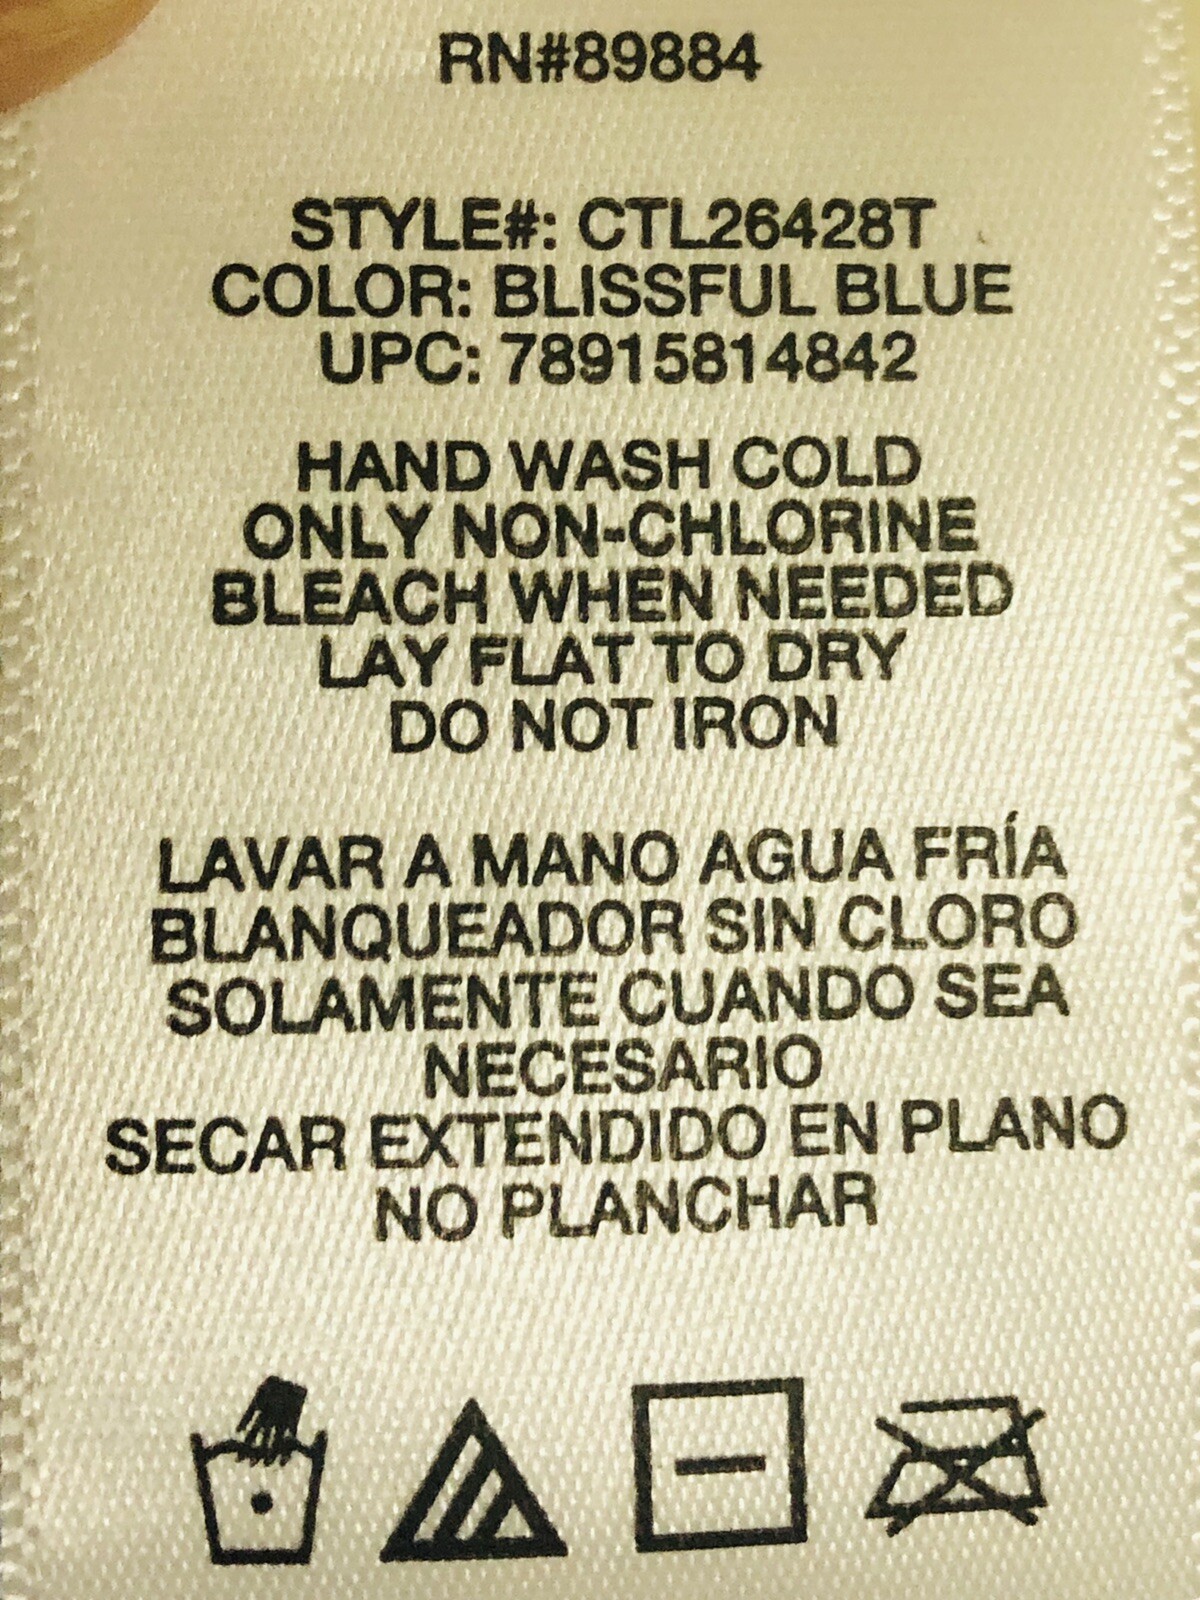 RN#89884
STYLE#: CTL26428T
COLOR: BLISSFUL BLUE
UPC: 78915814842
HAND WASH COLD
ONLY NON-CHLORINE
BLEACH WHEN NEEDED
LAY FLAT TO DRY
DO NOT IRON
LAVAR A MANO AGUA FRÍA
BLANQUEADOR SIN CLORO
SOLAMENTE CUANDO SEA
NECESARIO
SECAR EXTENDIDO EN PLANO
NO PLANCHAR